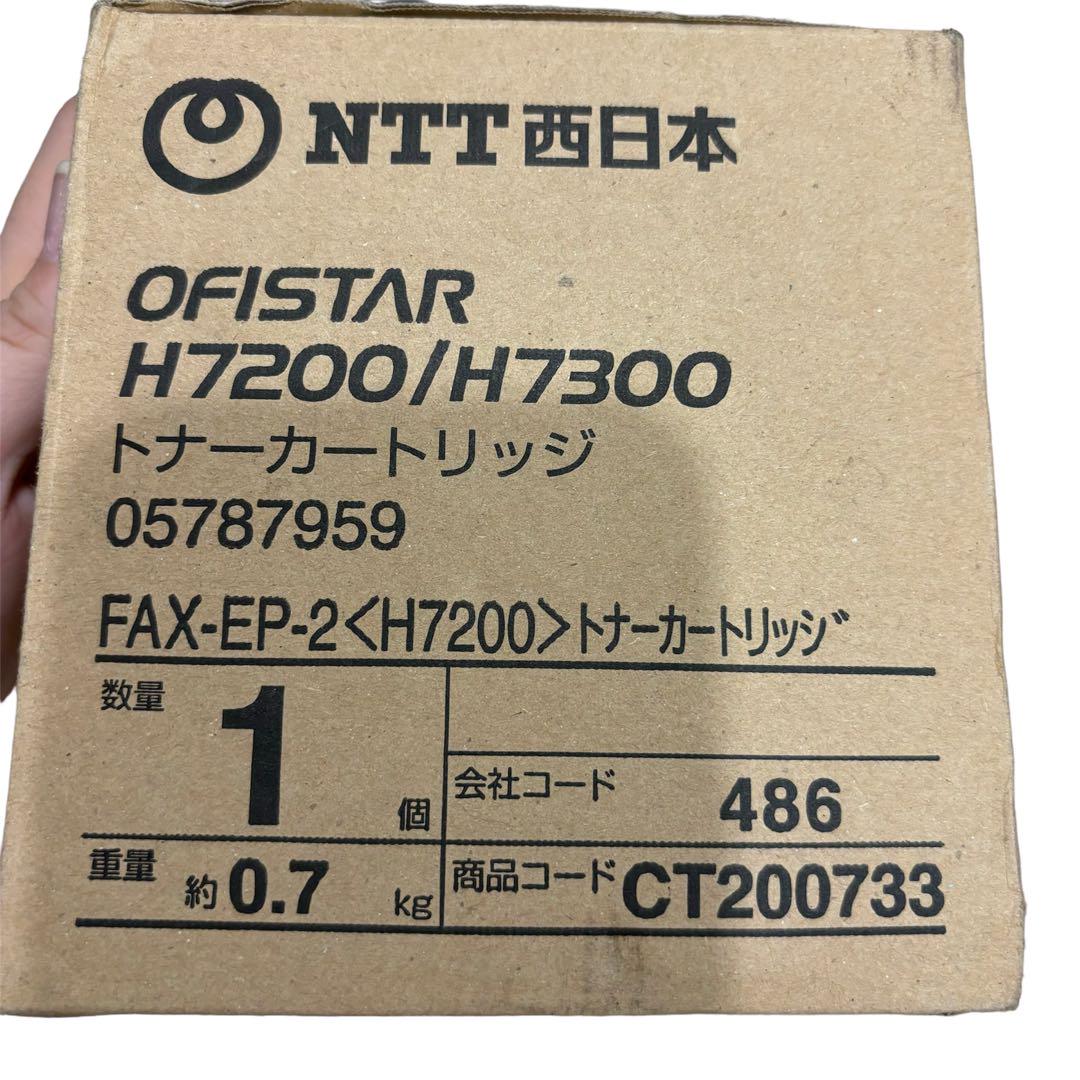 NTT西日本
OFISTAR
H7200/H7300
トナーカートリッジ
05787959
FAX-EP-2<H7200>トナーカートリッジ
数量 1 個
会社コード 486
重量 約0.7 kg
商品コード CT200733